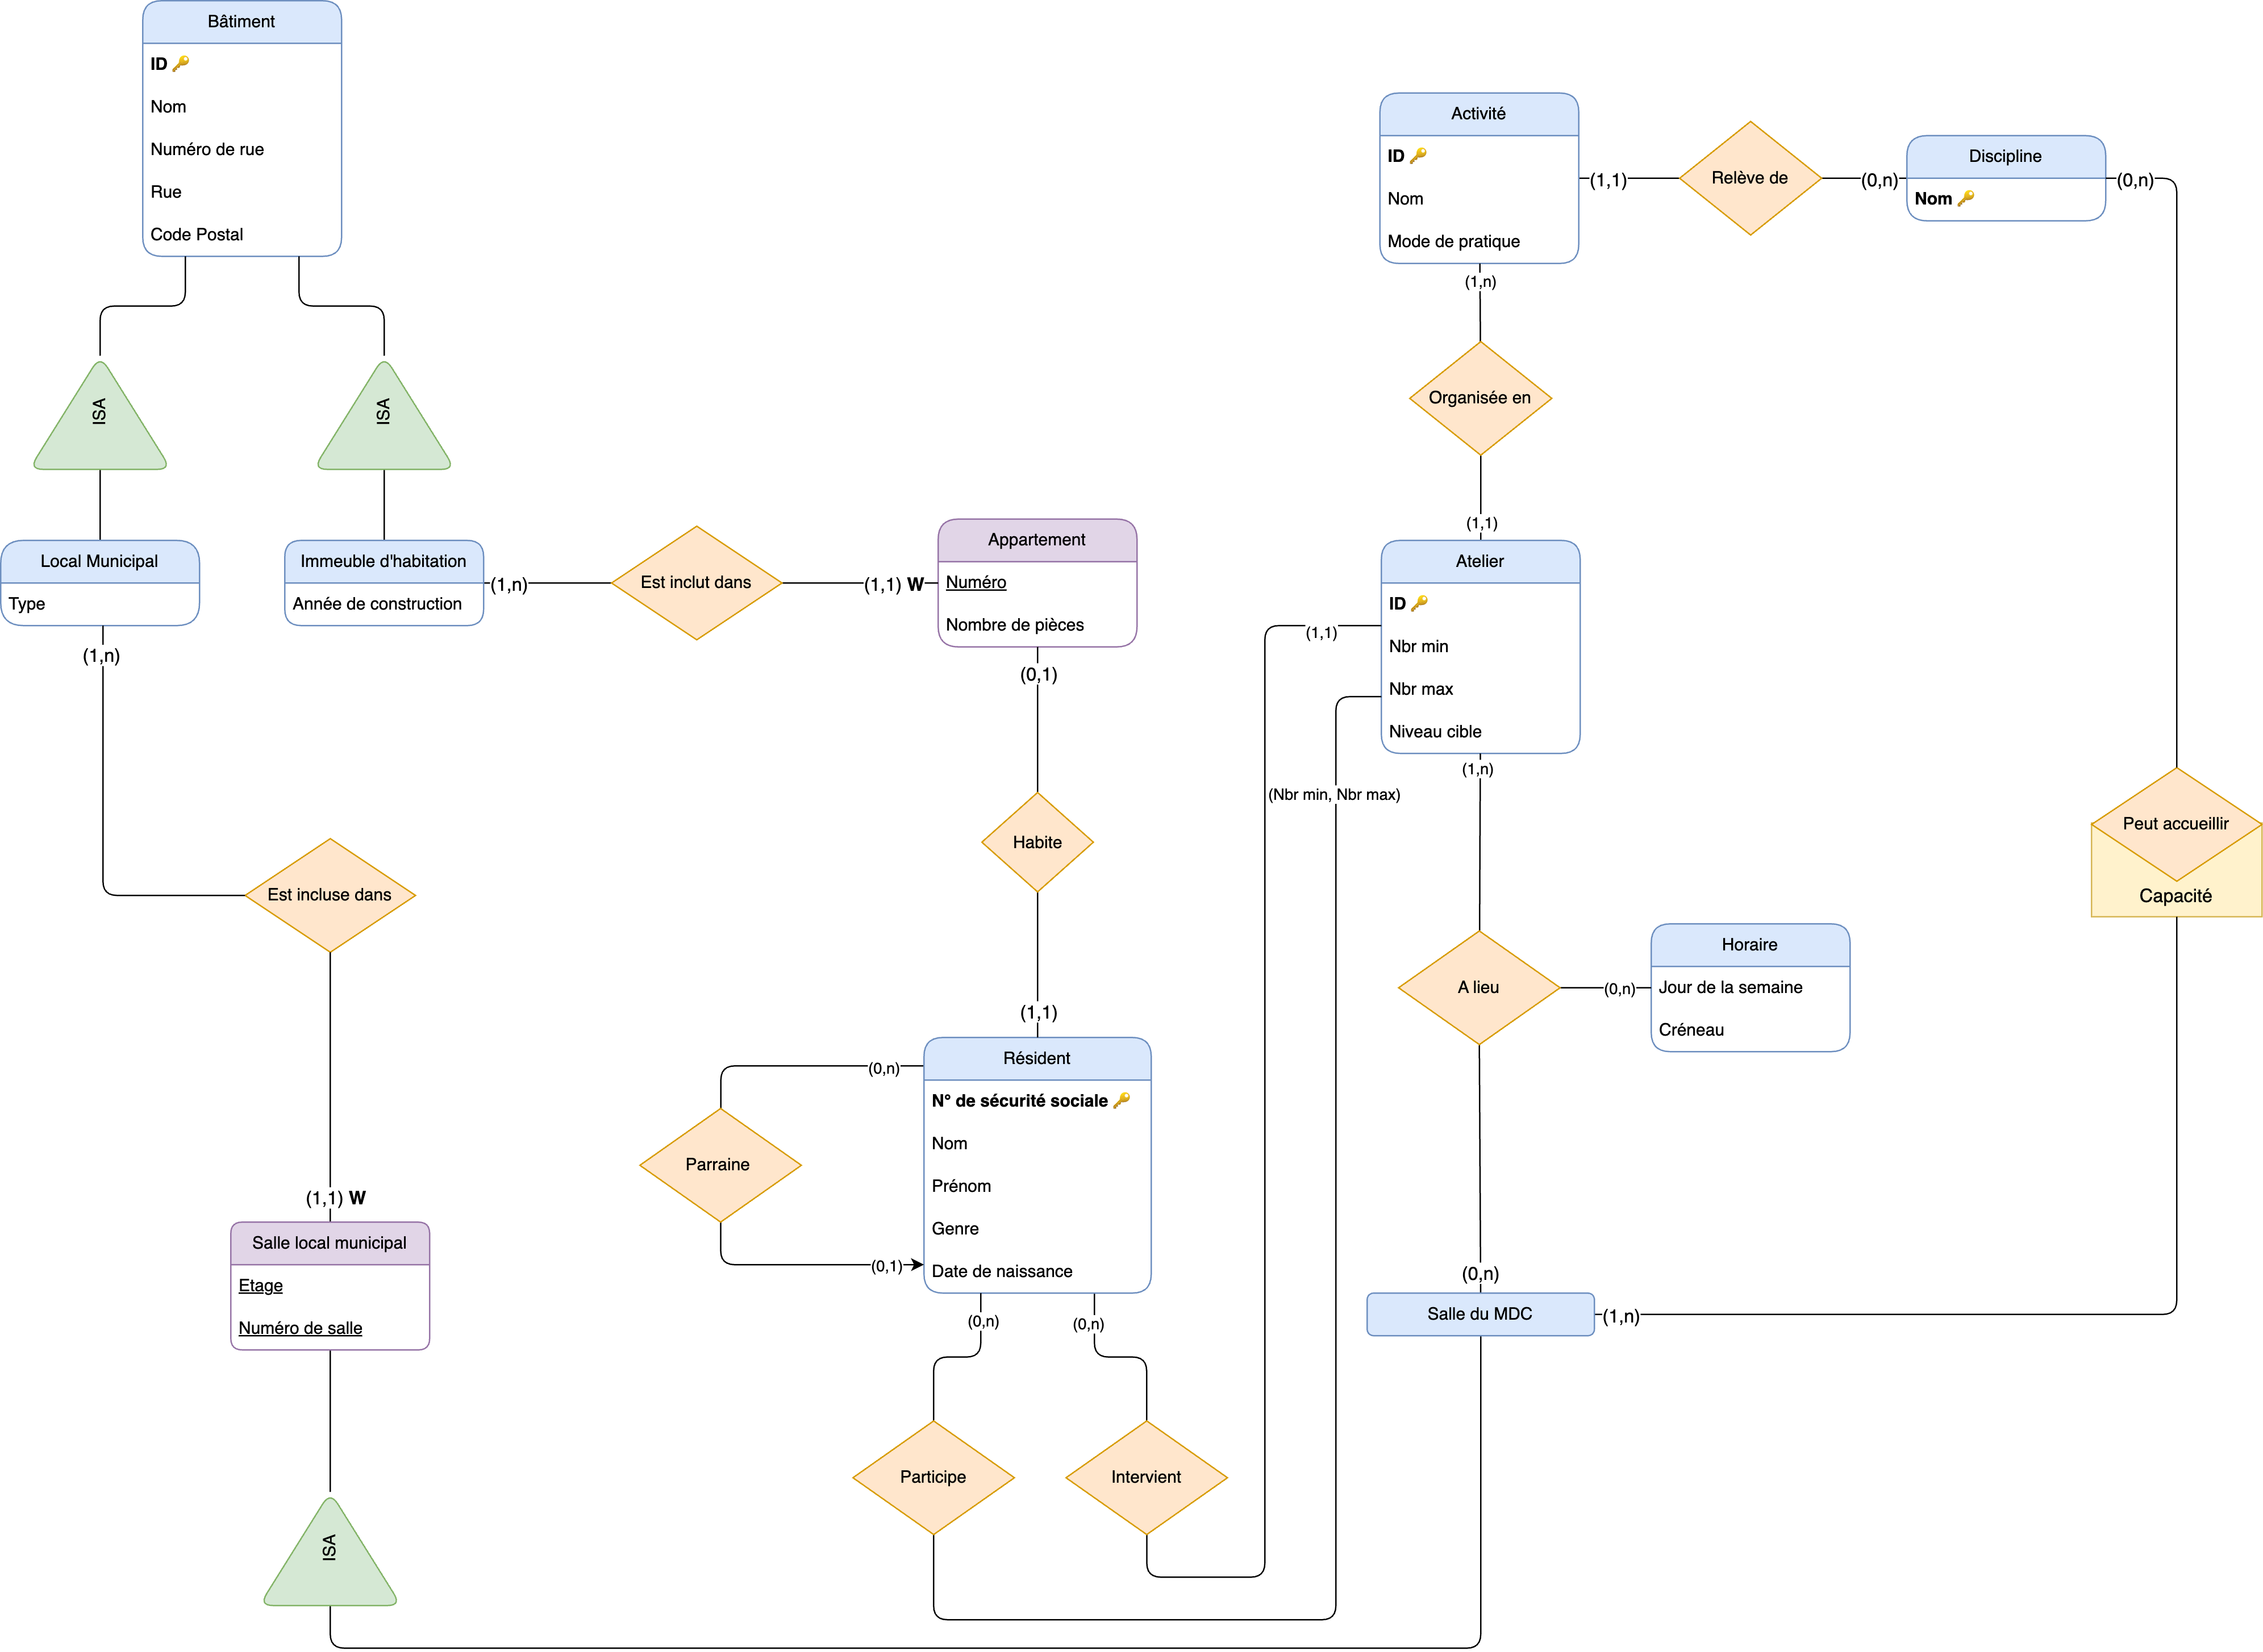 Bâtiment
ID 🔑
Nom
Numéro de rue
Rue
Code Postal
ISA
ISA
Local Municipal
Type
(1,n)
Immeuble d'habitation
Année de construction
(1,n)
Est inclut dans
(1,1) W
Appartement
Numéro
Nombre de pièces
(0,1)
Habite
(1,1)
Est incluse dans
(1,1) W
Salle local municipal
Etage
Numéro de salle
ISA
Résident
N° de sécurité sociale 🔑
Nom
Prénom
Genre
Date de naissance
(0,n)
Parraine
(0,1)
(0,n)
(0,n)
Participe
Intervient
Activité
ID 🔑
Nom
Mode de pratique
(1,1)
Relève de
(0,n)
Discipline
Nom 🔑
(0,n)
(1,n)
Organisée en
(1,1)
Atelier
ID 🔑
Nbr min
Nbr max
Niveau cible
(1,1)
(Nbr min, Nbr max)
(1,n)
A lieu
(0,n)
Horaire
Jour de la semaine
Créneau
Peut accueillir
Capacité
(0,n)
Salle du MDC
(1,n)